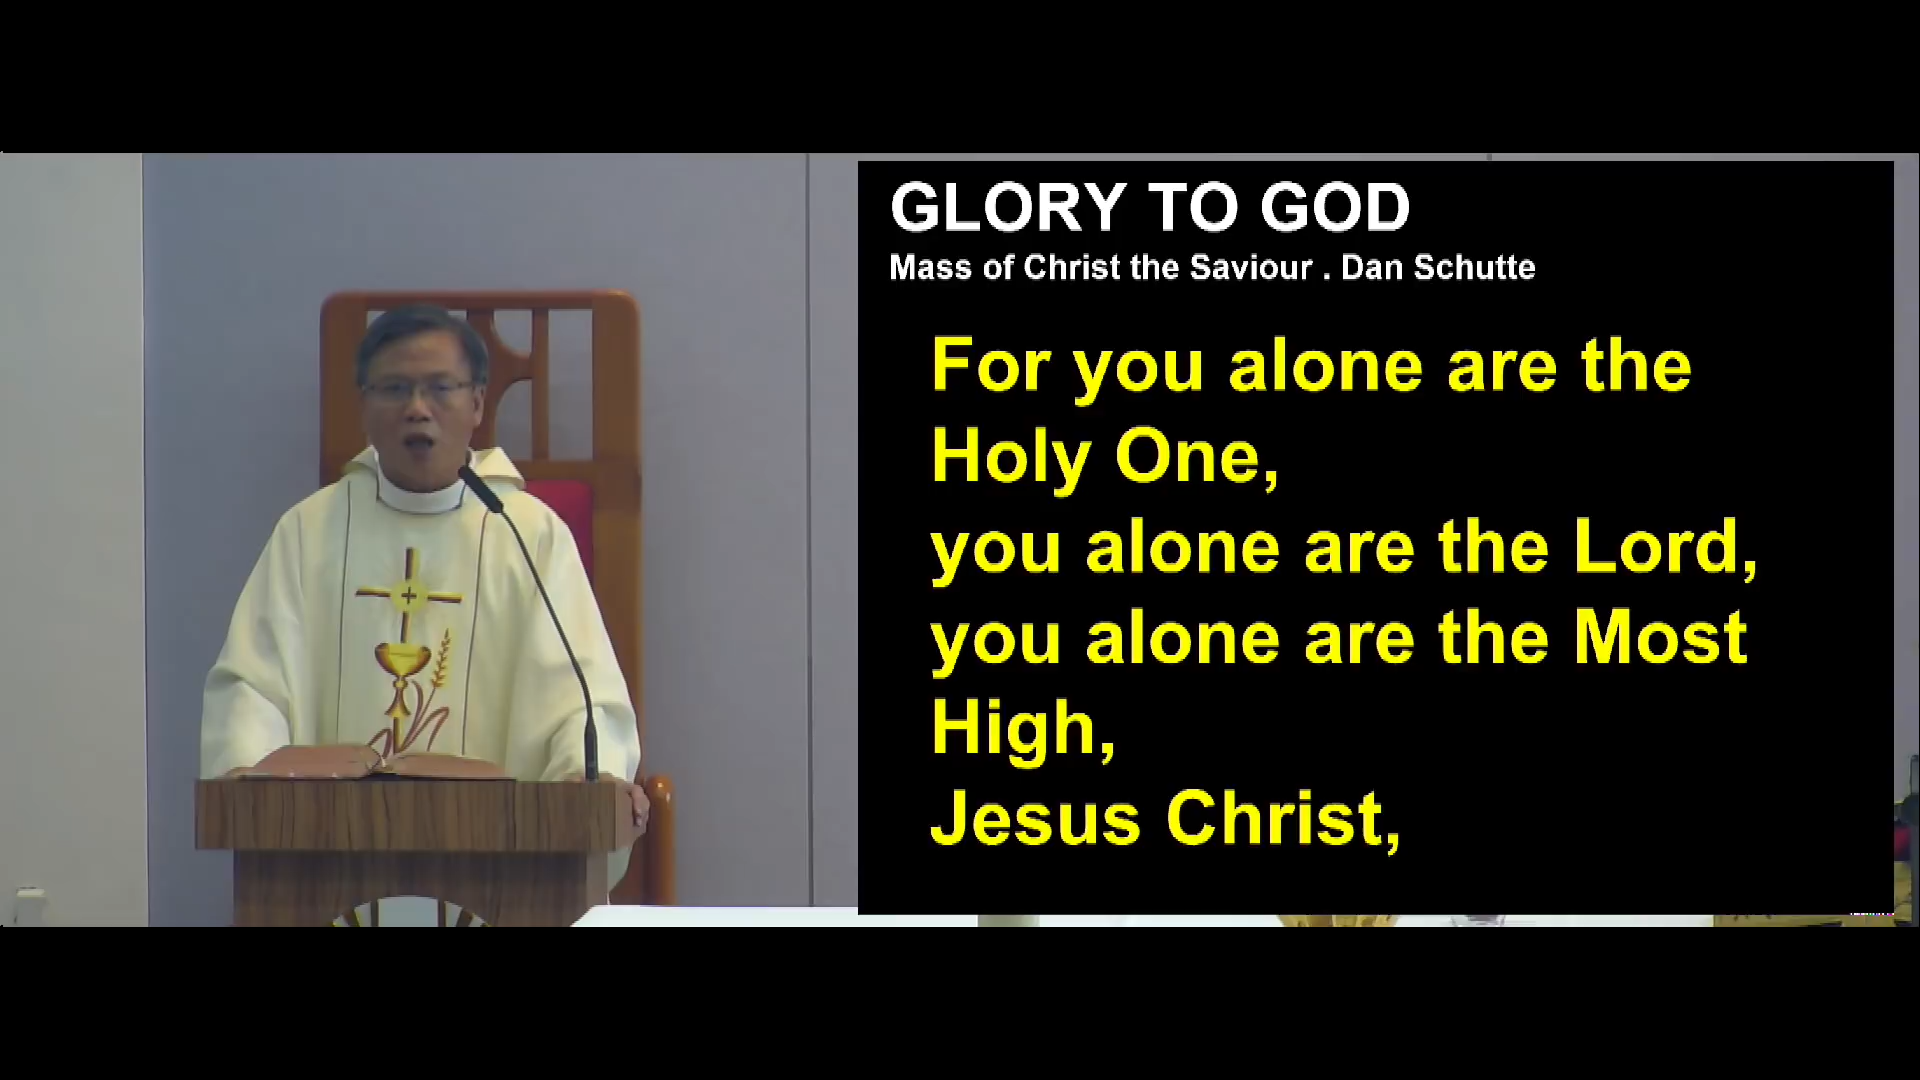 GLORY TO GOD
Mass of Christ the Saviour . Dan Schutte
For you alone are the
Holy One,
you alone are the Lord,
you alone are the Most
High,
Jesus Christ,